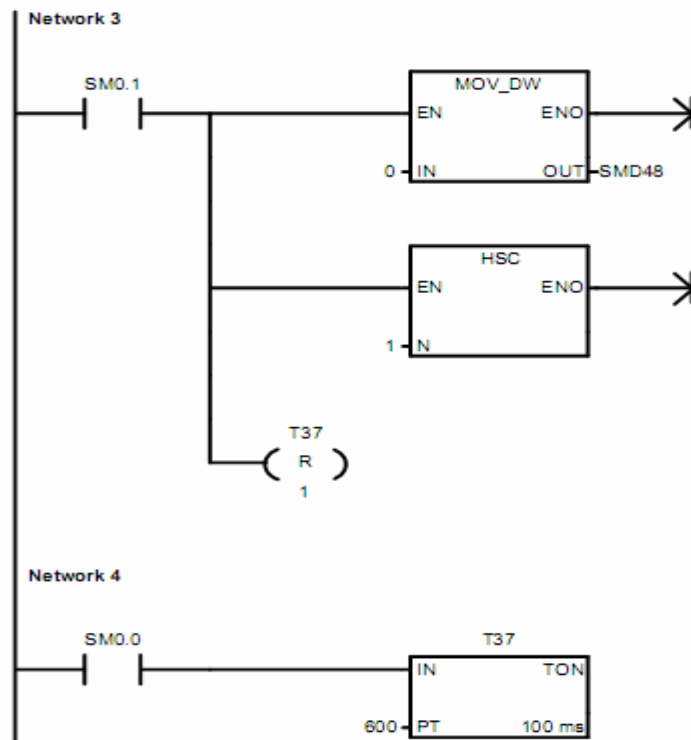 Network 3
SM0.1
MOV_DW
EN ENO
0 IN OUT SMD48
HSC
EN ENO
1 N
T37
R
1
Network 4
SM0.0
T37
IN TON
600 PT 100 ms